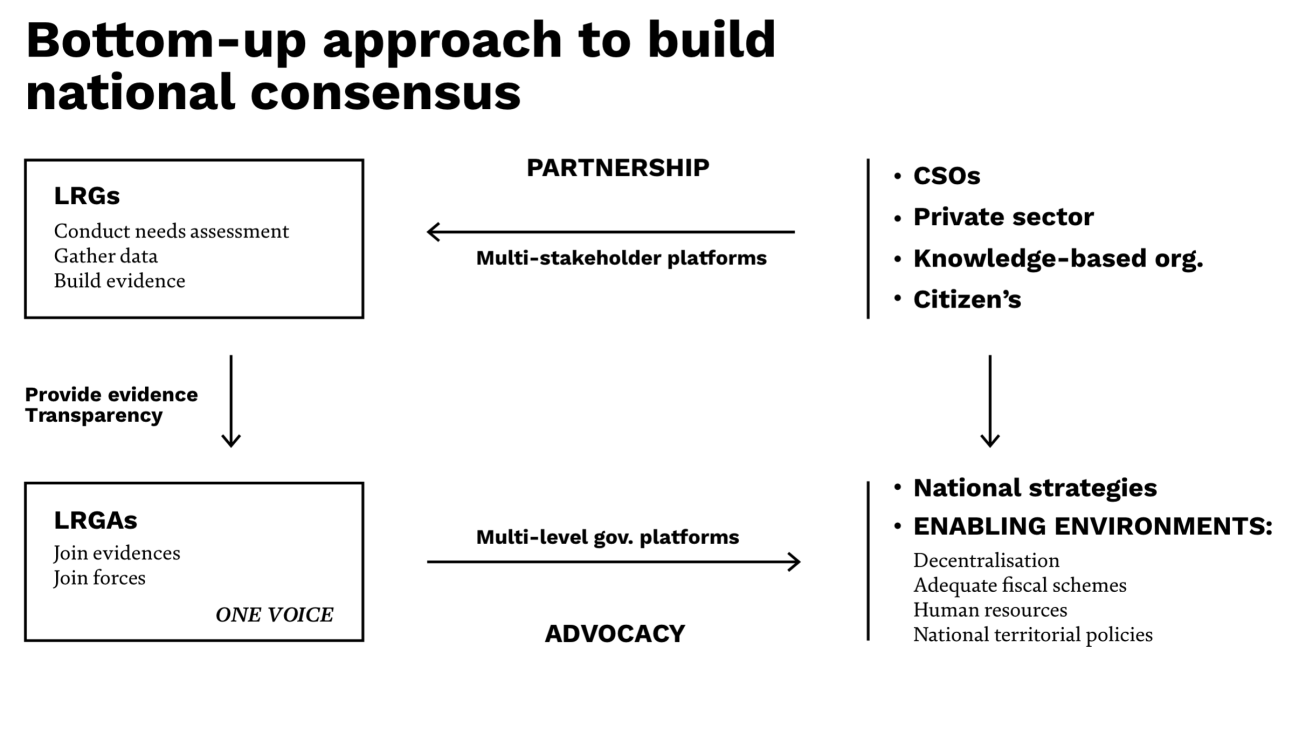 Bottom-up approach to build
national consensus
LRGs
Conduct needs assessment
Gather data
Build evidence
PARTNERSHIP
Multi-stakeholder platforms
• CSOs
• Private sector
• Knowledge-based org.
• Citizen’s
Provide evidence
Transparency
LRGAs
Join evidences
Join forces
ONE VOICE
Multi-level gov. platforms
ADVOCACY
• National strategies
• ENABLING ENVIRONMENTS:
Decentralisation
Adequate fiscal schemes
Human resources
National territorial policies